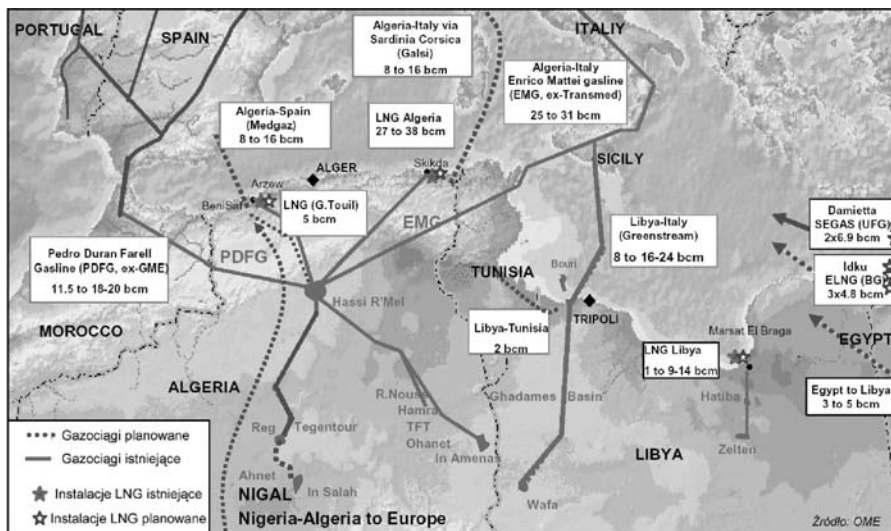 PORTUGAL
SPAIN
Algeria-Italy via
Sardinia Corsica
(Galsi)
8 to 16 bcm
ITALIY
Algeria-Italy
Enrico Mattei gasline
(EMG, ex-Transmed)
25 to 31 bcm
Algeria-Spain
(Medgaz)
8 to 16 bcm
LNG Algeria
27 to 38 bcm
ALGER
Skikda
SICILY
Arzew
BeniSaf
LNG (G.Touil)
5 bcm
EMG
PDFG
Pedro Duran Farell
Gasline (PDFG, ex-GME)
11.5 to 18-20 bcm
Libya-Italy
(Greenstream)
8 to 16-24 bcm
Damietta
SEGAS (UFG)
2x6.9 bcm
Idku
ELNG (BG)
3x4.8 bcm
TUNISIA
Bouri
Hassi R'Mel
TRIPOLI
MOROCCO
Libya-Tunisia
2 bcm
Marsat El Braga
EGYPT
LNG Libya
1 to 9-14 bcm
ALGERIA
R.Nouss
Hamra
TFT
Ohanet
In Amenas
Ghadames
Basin
Hatiba
Egypt to Libya
3 to 5 bcm
Reg
Tegentour
Zelten
LIBYA
Ahnet
In Salah
Wafa
NIGAL
Nigeria-Algeria to Europe
Gazociągi planowane
Gazociągi istniejące
Instalacje LNG istniejące
Instalacje LNG planowane
Źródło: OME